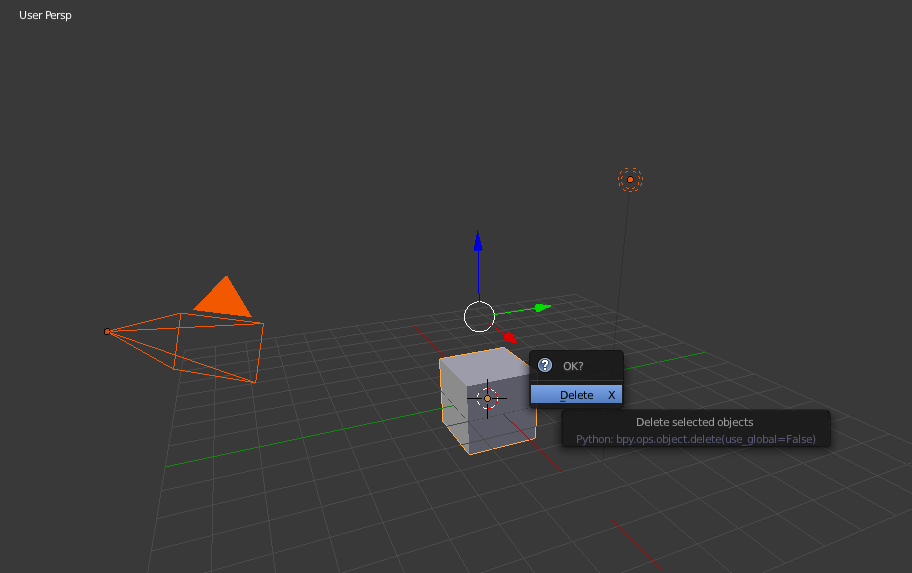 User Persp
OK?
Delete X
Delete selected objects
Python: bpy.ops.object.delete(use_global=False)